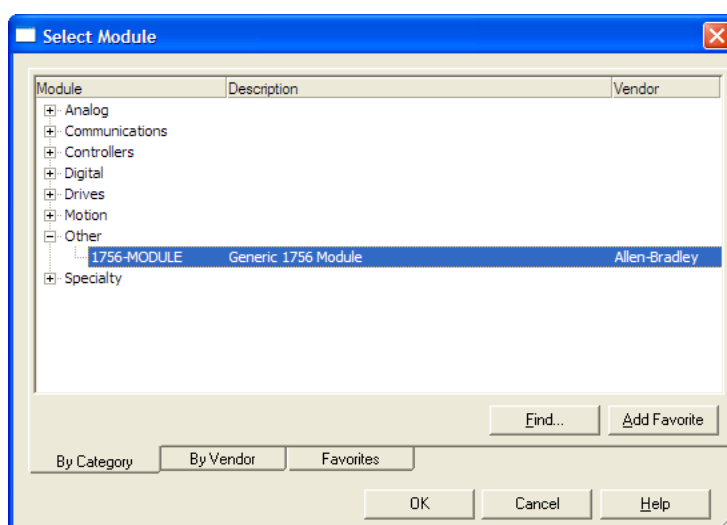 Select Module
Module Description Vendor
Analog
Communications
Controllers
Digital
Drives
Motion
Other
1756-MODULE Generic 1756 Module Allen-Bradley
Specialty
Find... Add Favorite
By Category By Vendor Favorites
OK Cancel Help